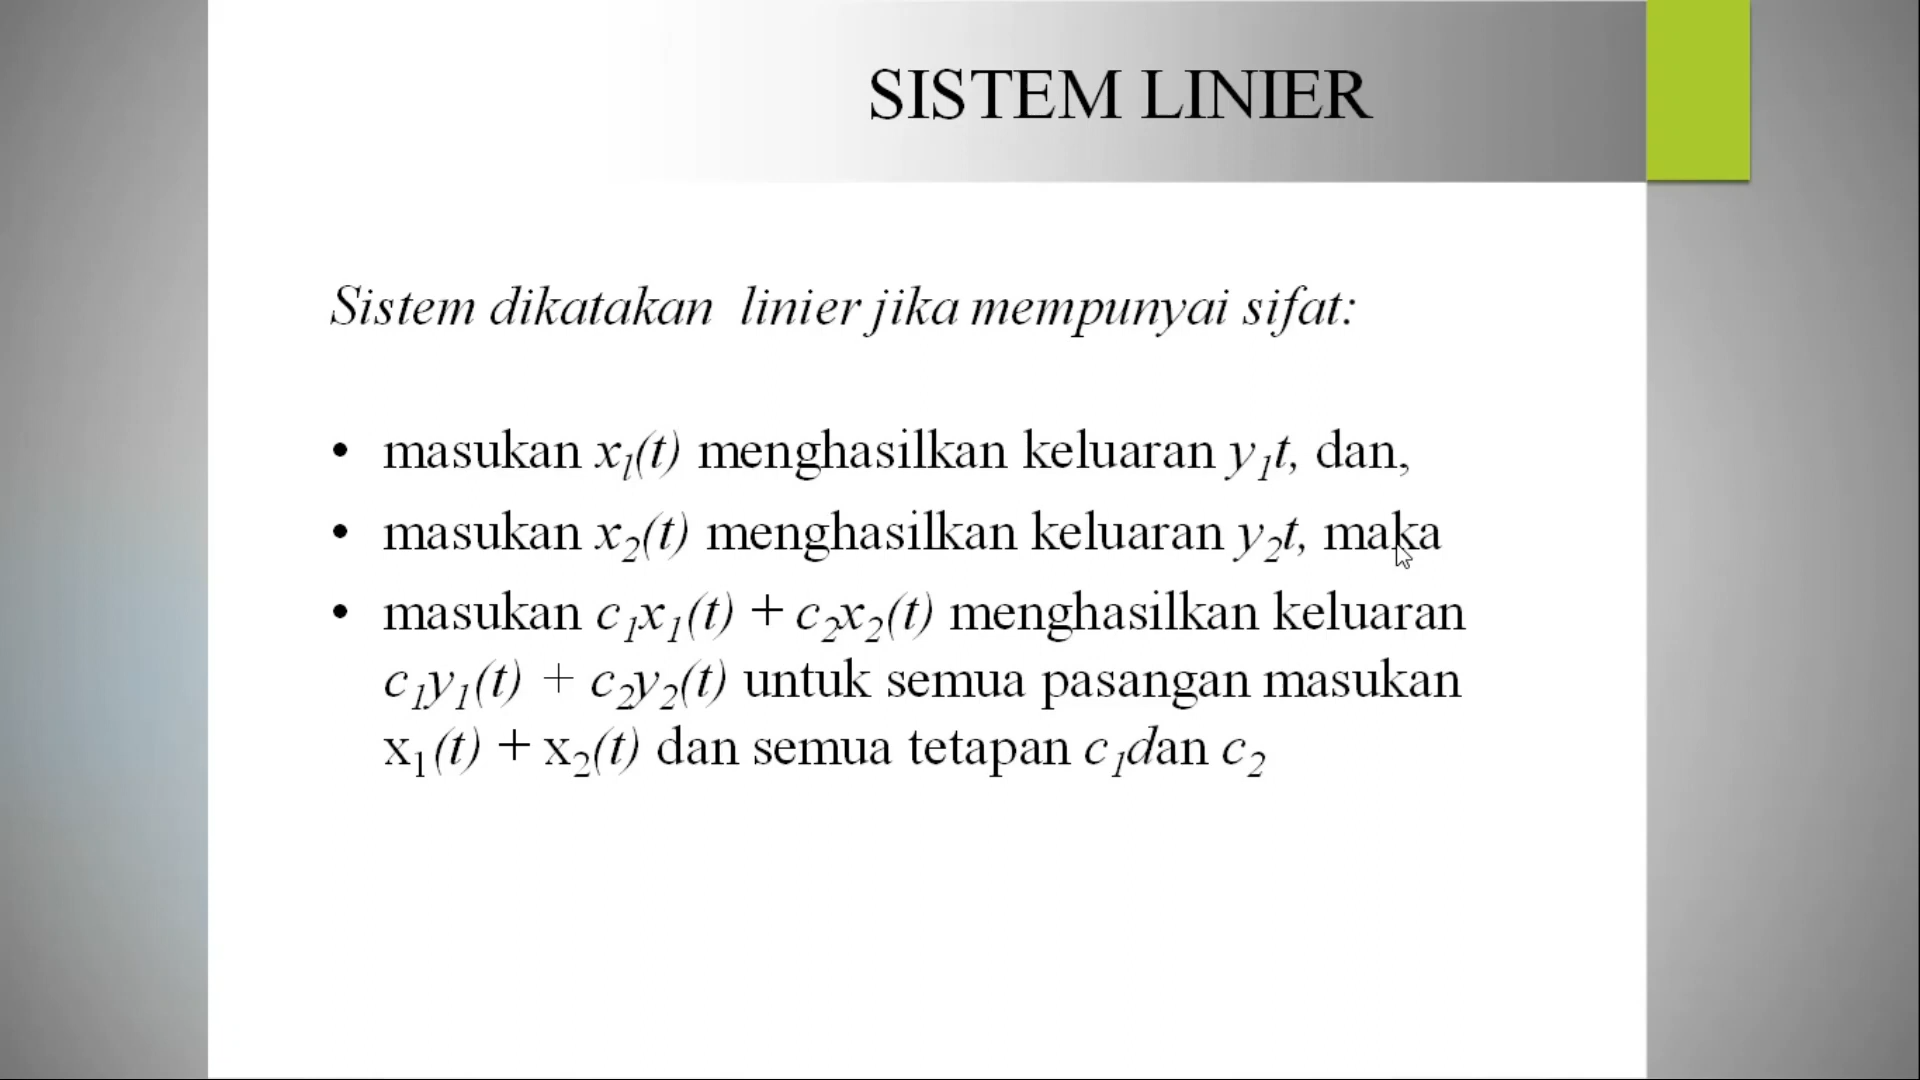 SISTEM LINIER
Sistem dikatakan linier jika mempunyai sifat:
• masukan x₁(t) menghasilkan keluaran y₁t, dan,
• masukan x₂(t) menghasilkan keluaran y₂t, maka
• masukan c₁x₁(t) + c₂x₂(t) menghasilkan keluaran
c₁y₁(t) + c₂y₂(t) untuk semua pasangan masukan
x₁(t) + x₂(t) dan semua tetapan c₁dan c₂